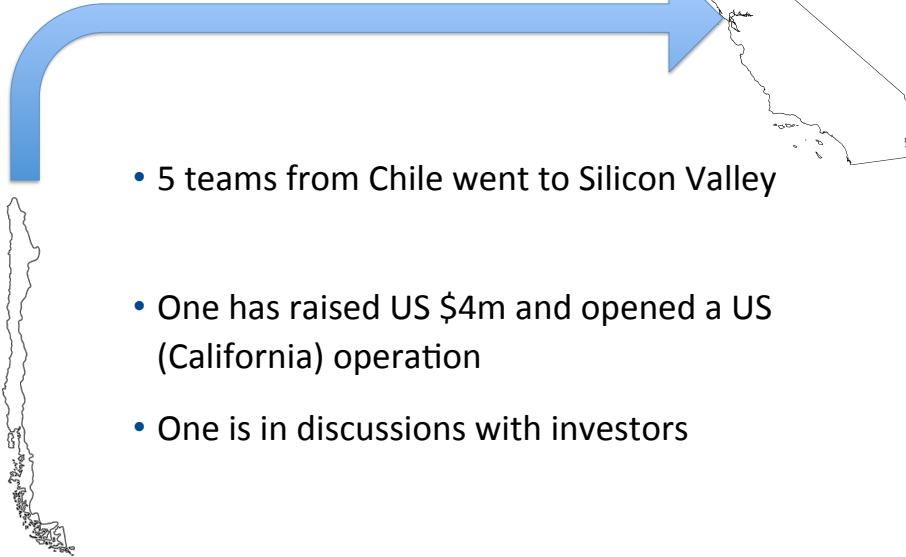 • 5 teams from Chile went to Silicon Valley
• One has raised US $4m and opened a US
(California) operation
• One is in discussions with investors